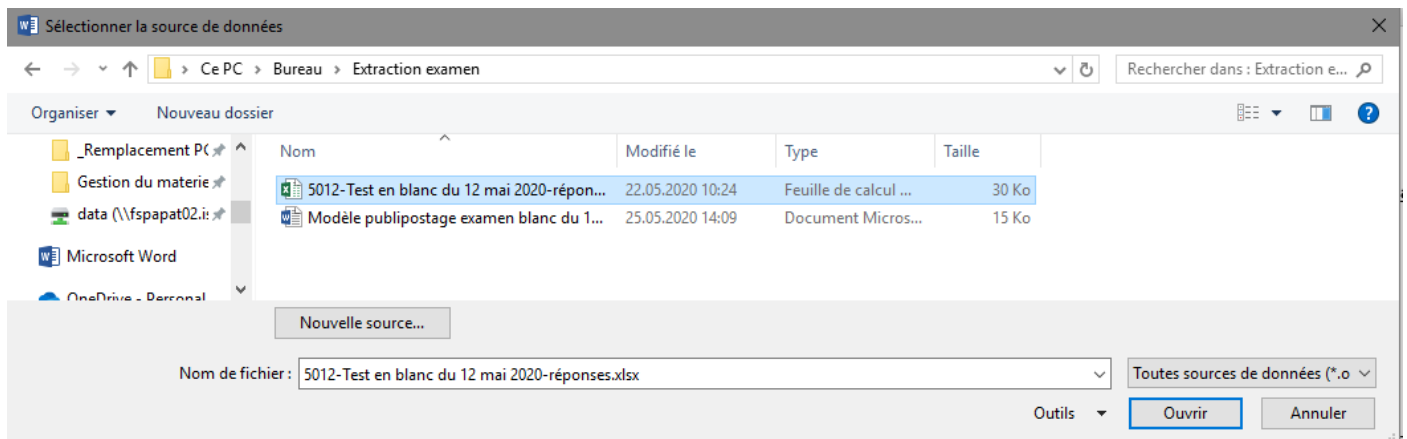 Sélectionner la source de données
Ce PC > Bureau > Extraction examen
Rechercher dans : Extraction e...
Organiser
Nouveau dossier
_Remplacement P(
Gestion du materie
data (\\fspapat02.i:
Microsoft Word
OneDrive - Personal
Nom Modifié le Type Taille
5012-Test en blanc du 12 mai 2020-répon... 22.05.2020 10:24 Feuille de calcul ... 30 Ko
Modèle publipostage examen blanc du 1... 25.05.2020 14:09 Document Micros... 15 Ko
Nouvelle source...
Nom de fichier : 5012-Test en blanc du 12 mai 2020-réponses.xlsx Toutes sources de données (*.o
Outils Ouvrir Annuler